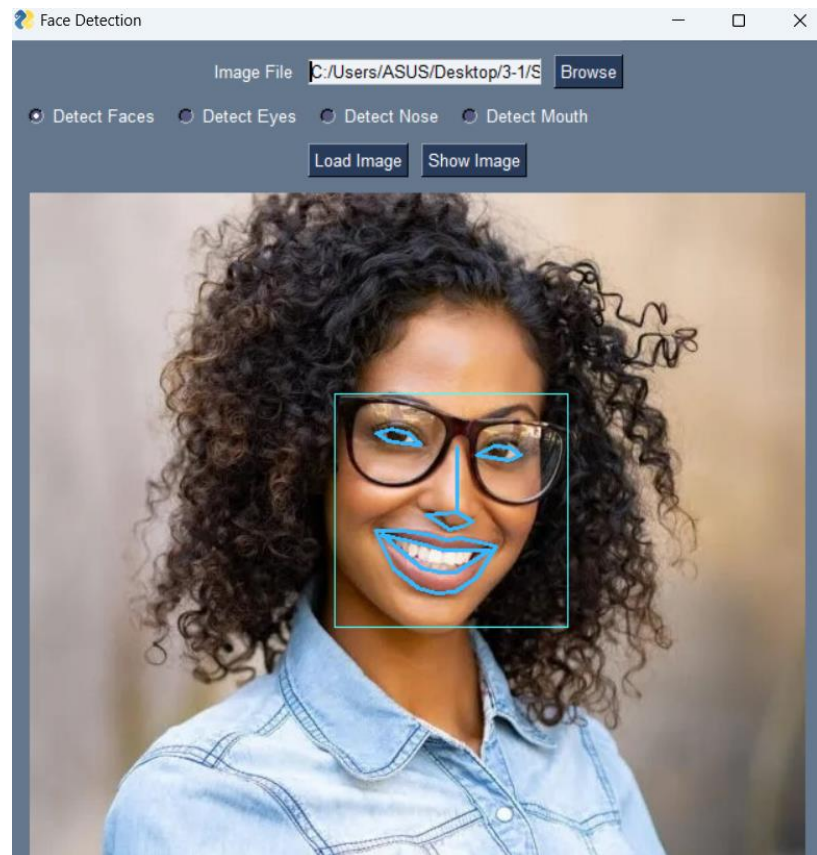 Face Detection
Image File C:/Users/ASUS/Desktop/3-1/S Browse
Detect Faces Detect Eyes Detect Nose Detect Mouth
Load Image Show Image